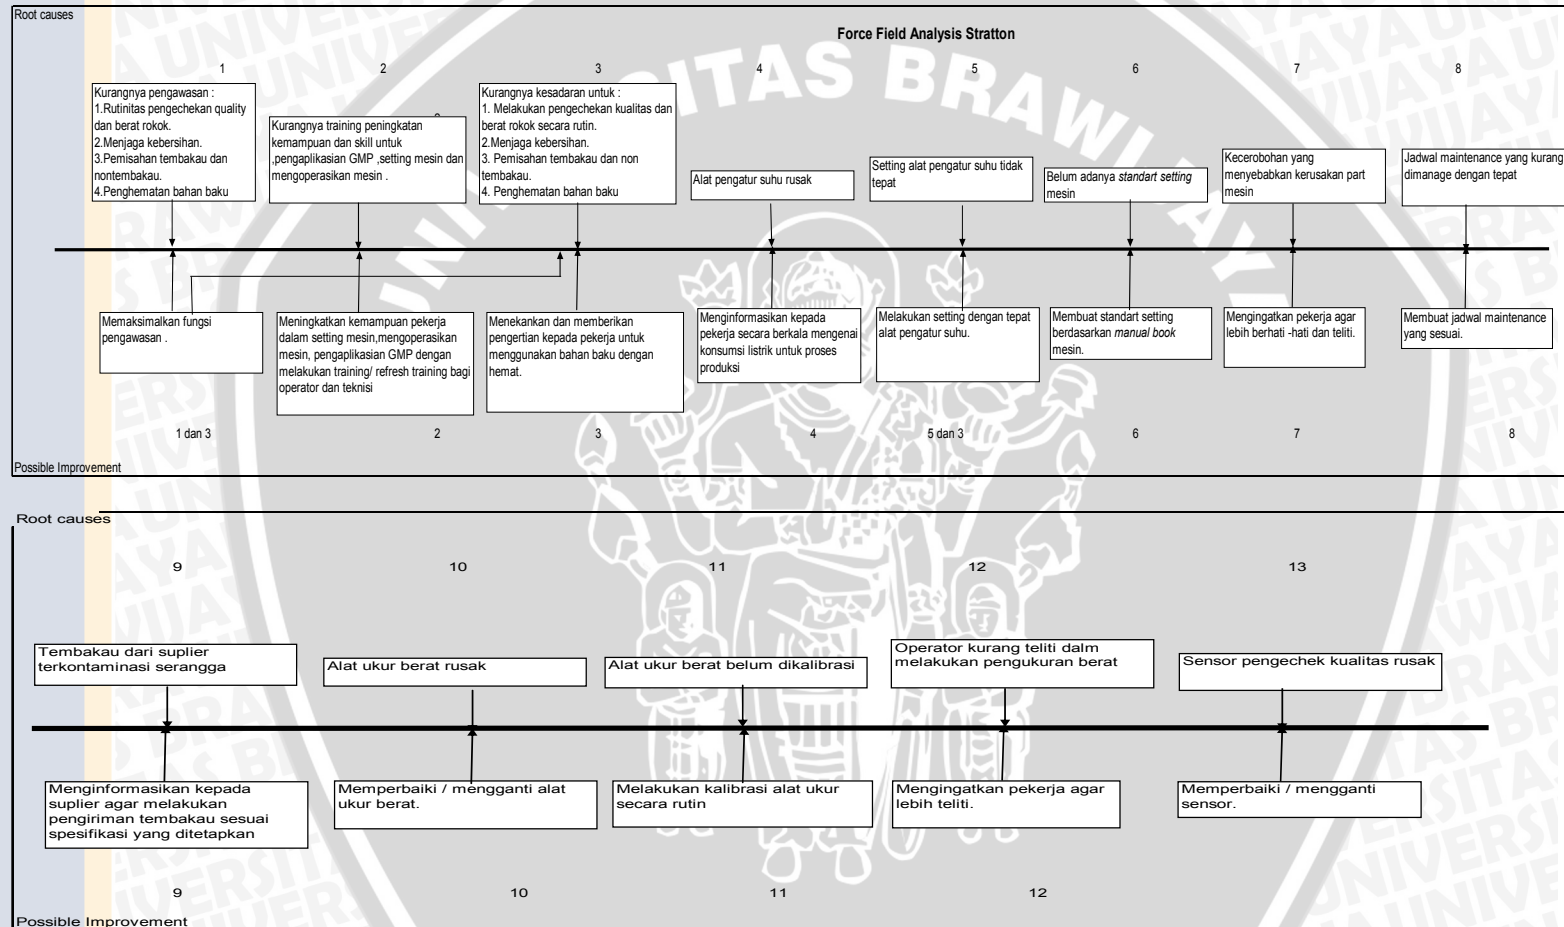 Root causes
Force Field Analysis Stratton
1
2
3
4
5
6
7
8
Kurangnya pengawasan :
1.Rutinitas pengechekan quality
dan berat rokok.
2.Menjaga kebersihan.
3.Pemisahan tembakau dan
nontembakau.
4.Penghematan bahan baku
Kurangnya training peningkatan
kemampuan dan skill untuk
,pengaplikasian GMP ,setting mesin dan
mengoperasikan mesin .
Kurangnya kesadaran untuk :
1. Melakukan pengechekan kualitas dan
berat rokok secara rutin.
2.Menjaga kebersihan.
3. Pemisahan tembakau dan non
tembakau.
4. Penghematan bahan baku
Alat pengatur suhu rusak
Setting alat pengatur suhu tidak
tepat
Belum adanya standart setting
mesin
Kecerobohan yang
menyebabkan kerusakan part
mesin
Jadwal maintenance yang kurang
dimanage dengan tepat
Memaksimalkan fungsi
pengawasan .
Meningkatkan kemampuan pekerja
dalam setting mesin,mengoperasikan
mesin, pengaplikasian GMP dengan
melakukan training/ refresh training bagi
operator dan teknisi
Menekankan dan memberikan
pengertian kepada pekerja untuk
menggunakan bahan baku dengan
hemat.
Menginformasikan kepada
pekerja secara berkala mengenai
konsumsi listrik untuk proses
produksi
Melakukan setting dengan tepat
alat pengatur suhu.
Membuat standart setting
berdasarkan manual book
mesin.
Mengingatkan pekerja agar
lebih berhati -hati dan teliti.
Membuat jadwal maintenance
yang sesuai.
1 dan 3
2
3
4
5 dan 3
6
7
8
Possible Improvement
Root causes
9
10
11
12
13
Tembakau dari suplier
terkontaminasi serangga
Alat ukur berat rusak
Alat ukur berat belum dikalibrasi
Operator kurang teliti dalm
melakukan pengukuran berat
Sensor pengechek kualitas rusak
Menginformasikan kepada
suplier agar melakukan
pengiriman tembakau sesuai
spesifikasi yang ditetapkan
Memperbaiki / mengganti alat
ukur berat.
Melakukan kalibrasi alat ukur
secara rutin
Mengingatkan pekerja agar
lebih teliti.
Memperbaiki / mengganti
sensor.
9
10
11
12
Possible Improvement
UNIVERSITAS BRAWIJAYA